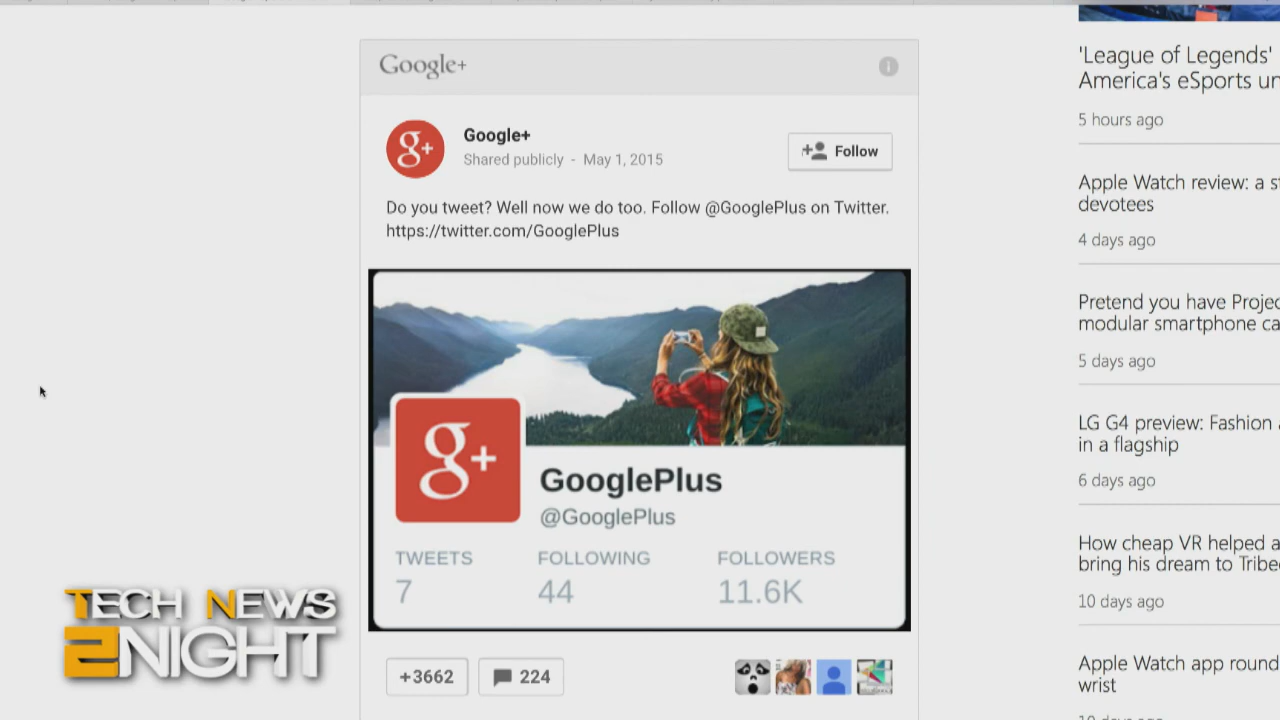 Google+
g+
Google+
Shared publicly - May 1, 2015
Follow
Do you tweet? Well now we do too. Follow @GooglePlus on Twitter.
https://twitter.com/GooglePlus
g+
GooglePlus
@GooglePlus
TWEETS FOLLOWING FOLLOWERS
7 44 11.6K
+3662 224
'League of Legends'
America's eSports
5 hours ago
Apple Watch review: a
devotees
4 days ago
Pretend you have
modular smartphone
5 days ago
LG G4 preview: Fashion
in a flagship
6 days ago
How cheap VR helped a
bring his dream to
10 days ago
Apple Watch app
wrist
10 days ago
TECH NEWS
2NIGHT